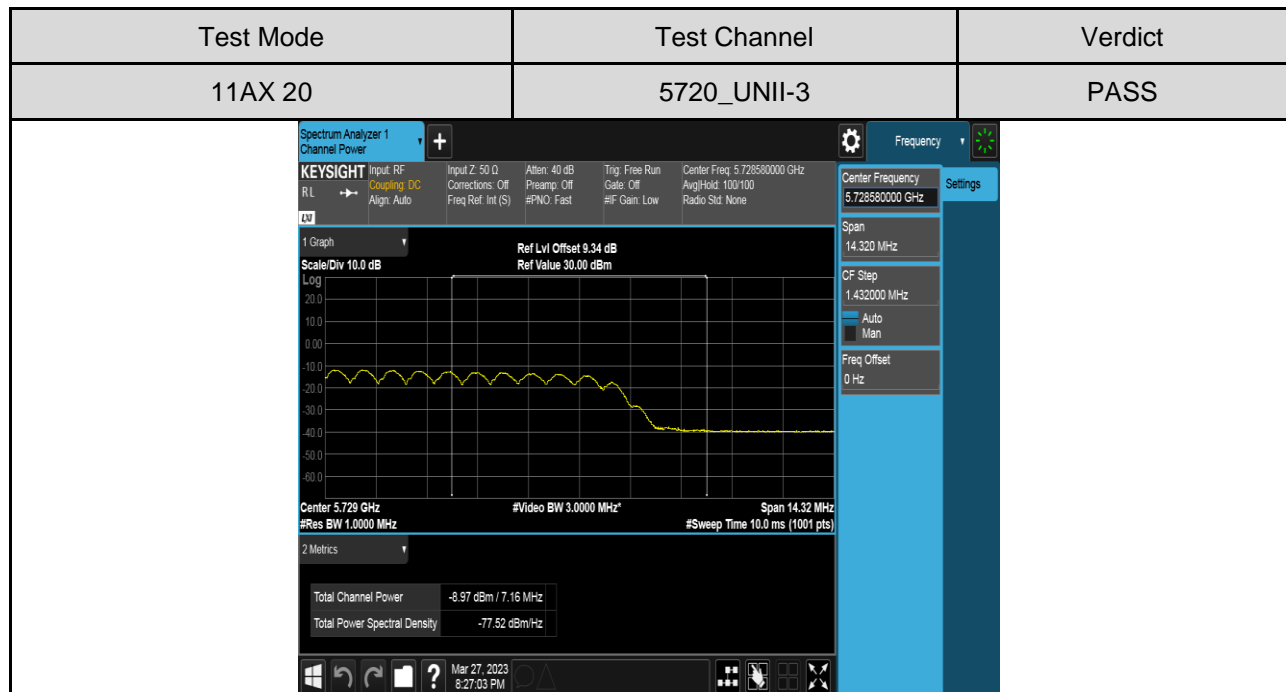 Test Mode Test Channel Verdict
11AX 20 5720_UNII-3 PASS
Spectrum Analyzer 1
Channel Power
+
Frequency
KEYSIGHT
RL
LXI
Input: RF
Coupling: DC
Align: Auto
Input Z: 50 Ω
Corrections: Off
Freq Ref: Int (S)
Atten: 40 dB
Preamp: Off
#PNO: Fast
Trig: Free Run
Gate: Off
#IF Gain: Low
Center Freq: 5.728580000 GHz
Avg|Hold: 100/100
Radio Std: None
Center Frequency
5.728580000 GHz
Settings
Span
14.320 MHz
CF Step
1.432000 MHz
Auto
Man
Freq Offset
0 Hz
1 Graph
Scale/Div 10.0 dB
Ref Lvl Offset 9.34 dB
Ref Value 30.00 dBm
Log
20.0
10.0
0.00
-10.0
-20.0
-30.0
-40.0
-50.0
-60.0
Center 5.729 GHz #Video BW 3.0000 MHz* Span 14.32 MHz
#Res BW 1.0000 MHz #Sweep Time 10.0 ms (1001 pts)
2 Metrics
Total Channel Power -8.97 dBm / 7.16 MHz
Total Power Spectral Density -77.52 dBm/Hz
?
Mar 27, 2023
8:27:03 PM